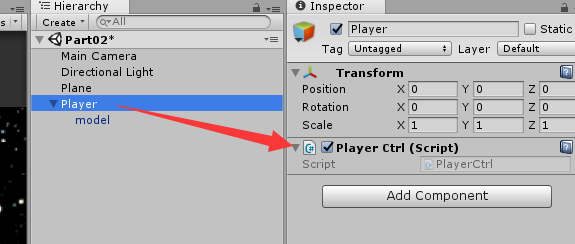 Hierarchy
Create
All
Part02*
Main Camera
Directional Light
Plane
Player
model
Inspector
Player
Static
Tag Untagged Layer Default
Transform
Position X 0 Y 0 Z 0
Rotation X 0 Y 0 Z 0
Scale X 1 Y 1 Z 1
C#
Player Ctrl (Script)
Script PlayerCtrl
Add Component